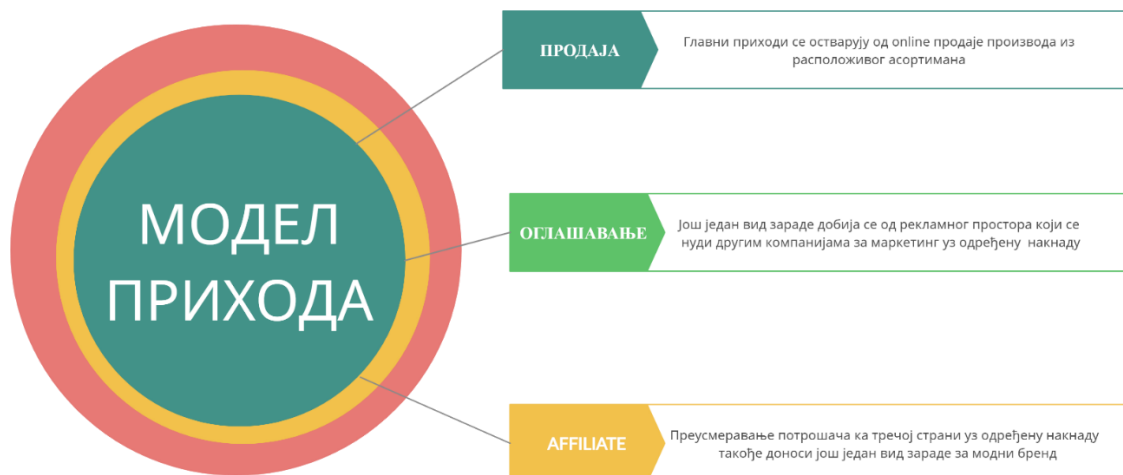 МОДЕЛ
ПРИХОДА
ПРОДАЈА
Главни приходи се остварују од online продаје производа из
расположивог асортимана
ОГЛАШАВАЊЕ
Још један вид зараде добија се од рекламног простора који се
нуди другим компанијама за маркетинг уз одређену накнаду
AFFILIATE
Преусмеравање потрошача ка тречој страни уз одређену накнаду
такође доноси још један вид зараде за модни бренд